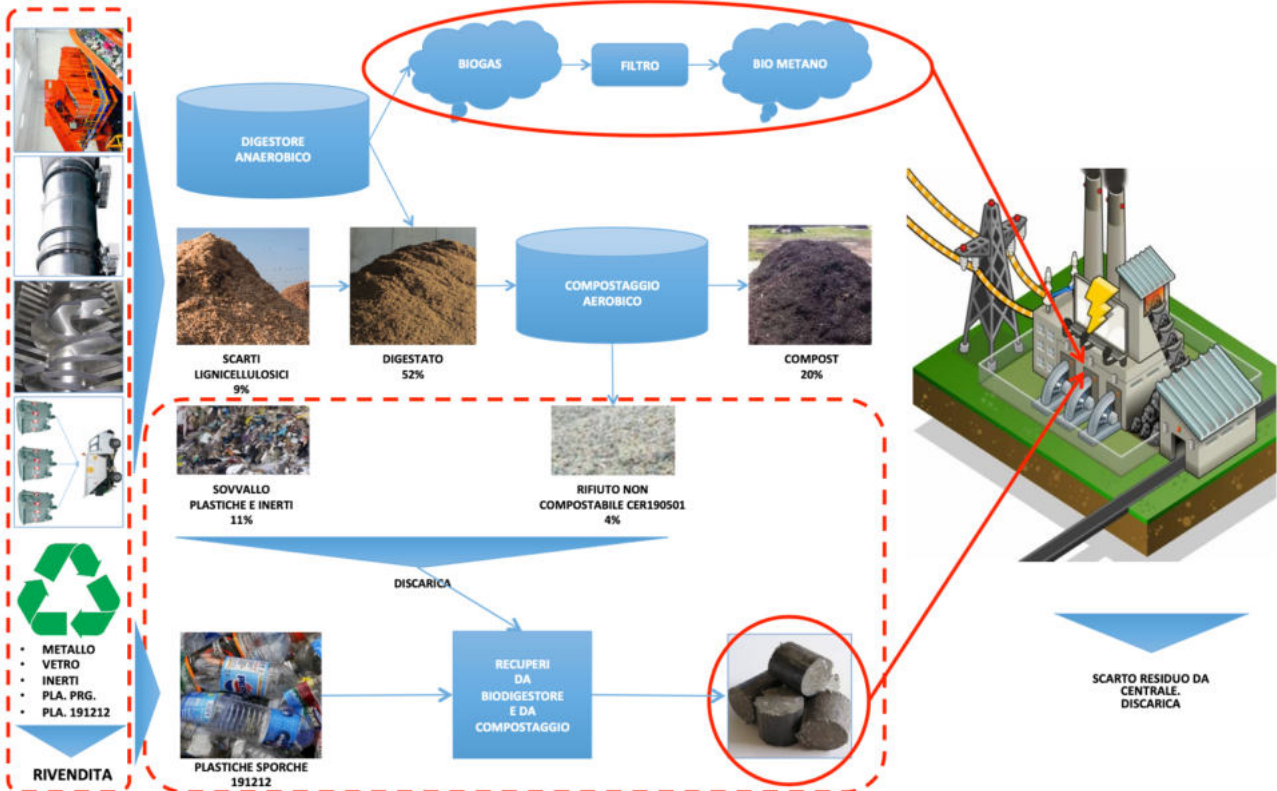 BIOGAS
FILTRO
BIO METANO
DIGESTORE
ANAEROBICO
SCARTI
LIGNICELLULOSICI
9%
DIGESTATO
52%
COMPOSTAGGIO
AEROBICO
COMPOST
20%
SOVVALLO
PLASTICHE E INERTI
11%
RIFIUTO NON
COMPOSTABILE CER190501
4%
DISCARICA
• METALLO
• VETRO
• INERTI
• PLA. PRG.
• PLA. 191212
RIVENDITA
PLASTICHE SPORCHE
191212
RECUPERI
DA
BIODIGESTORE
E DA
COMPOSTAGGIO
SCARTO RESIDUO DA
CENTRALE.
DISCARICA